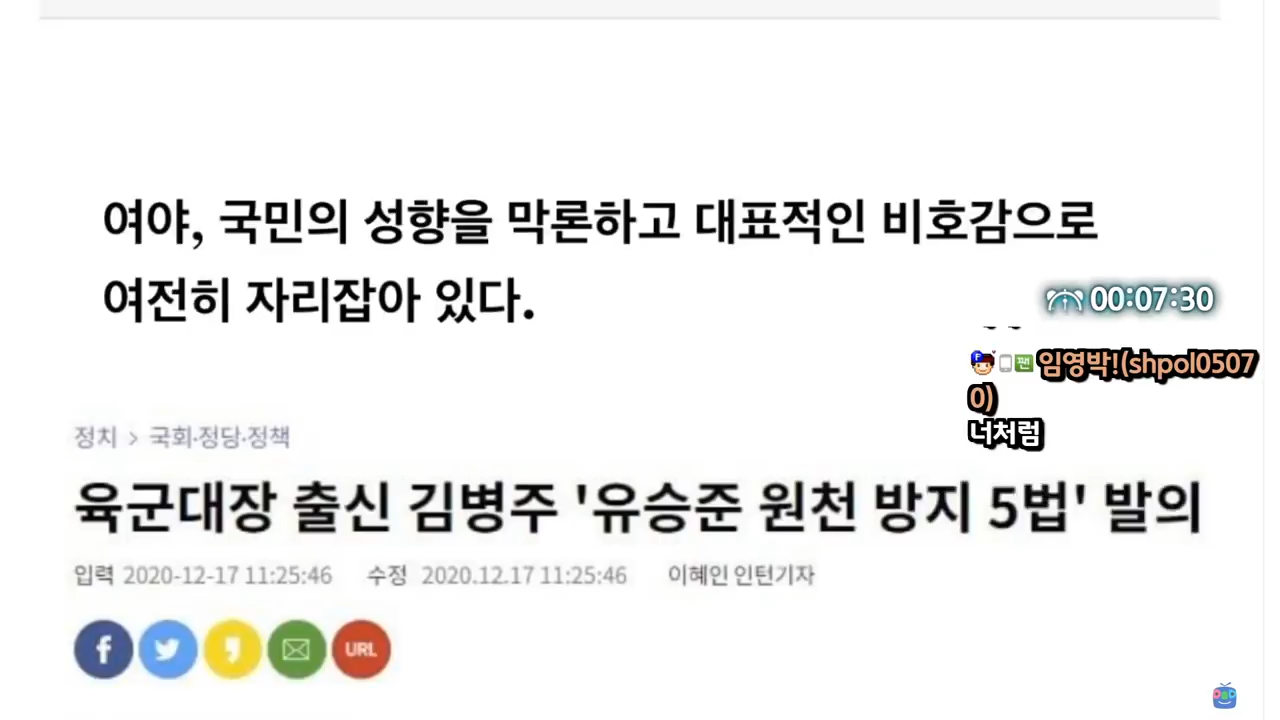 여야, 국민의 성향을 막론하고 대표적인 비호감으로
여전히 자리잡아 있다.
00:07:30
F 팬 임영박!(shpol0507
0)
너처럼
정치 > 국회·정당·정책
육군대장 출신 김병주 '유승준 원천 방지 5법' 발의
입력 2020-12-17 11:25:46 수정 2020.12.17 11:25:46 이혜인 인턴기자
f URL